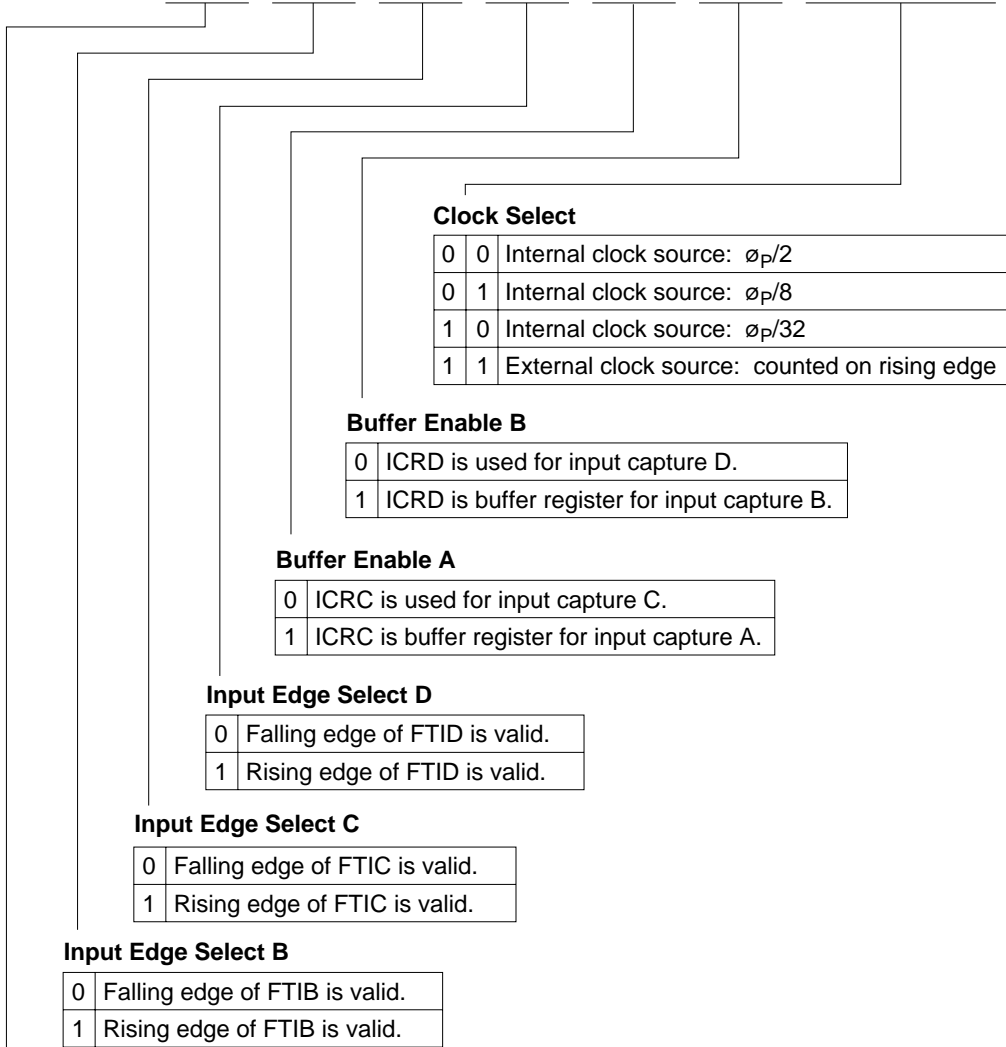 Clock Select
0 0 Internal clock source: øP/2
0 1 Internal clock source: øP/8
1 0 Internal clock source: øP/32
1 1 External clock source: counted on rising edge
Buffer Enable B
0 ICRD is used for input capture D.
1 ICRD is buffer register for input capture B.
Buffer Enable A
0 ICRC is used for input capture C.
1 ICRC is buffer register for input capture A.
Input Edge Select D
0 Falling edge of FTID is valid.
1 Rising edge of FTID is valid.
Input Edge Select C
0 Falling edge of FTIC is valid.
1 Rising edge of FTIC is valid.
Input Edge Select B
0 Falling edge of FTIB is valid.
1 Rising edge of FTIB is valid.